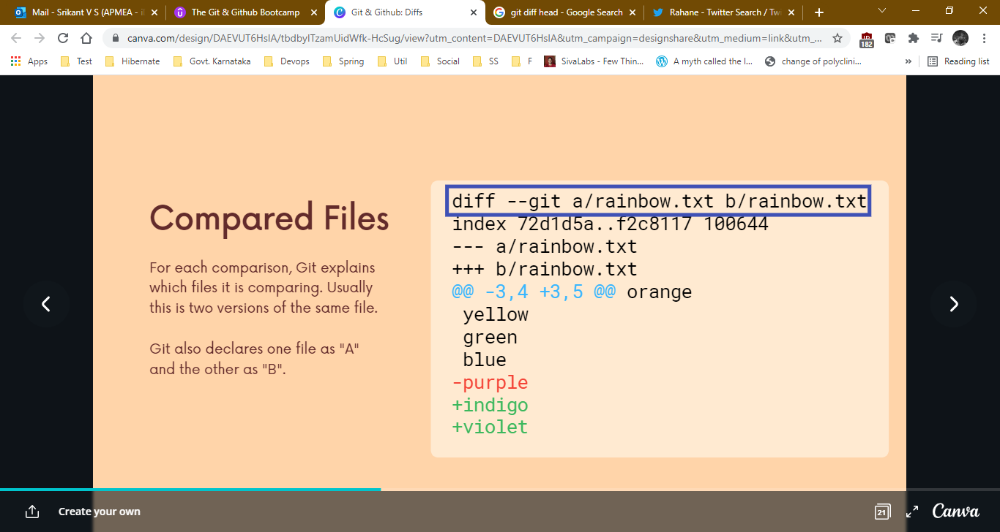 Mail - Srikant V S (APMEA - i
The Git & Github Bootcamp
Git & Github: Diffs
git diff head - Google Search
Rahane - Twitter Search / Twi
canva.com/design/DAEVUT6HsIA/tbdbyITzamUidWfk-HcSug/view?utm_content=DAEVUT6HsIA&utm_campaign=designshare&utm_medium=link&utm_...
182
Apps
Test
Hibernate
Govt. Karnataka
Devops
Spring
Util
Social
SS
F
SivaLabs - Few Thin...
A myth called the I...
change of polyclini...
»
Reading list
Compared Files
For each comparison, Git explains
which files it is comparing. Usually
this is two versions of the same file.
Git also declares one file as "A"
and the other as "B".
diff --git a/rainbow.txt b/rainbow.txt
index 72d1d5a..f2c8117 100644
--- a/rainbow.txt
+++ b/rainbow.txt
@@ -3,4 +3,5 @@ orange
yellow
green
blue
-purple
+indigo
+violet
Create your own
21
Canva